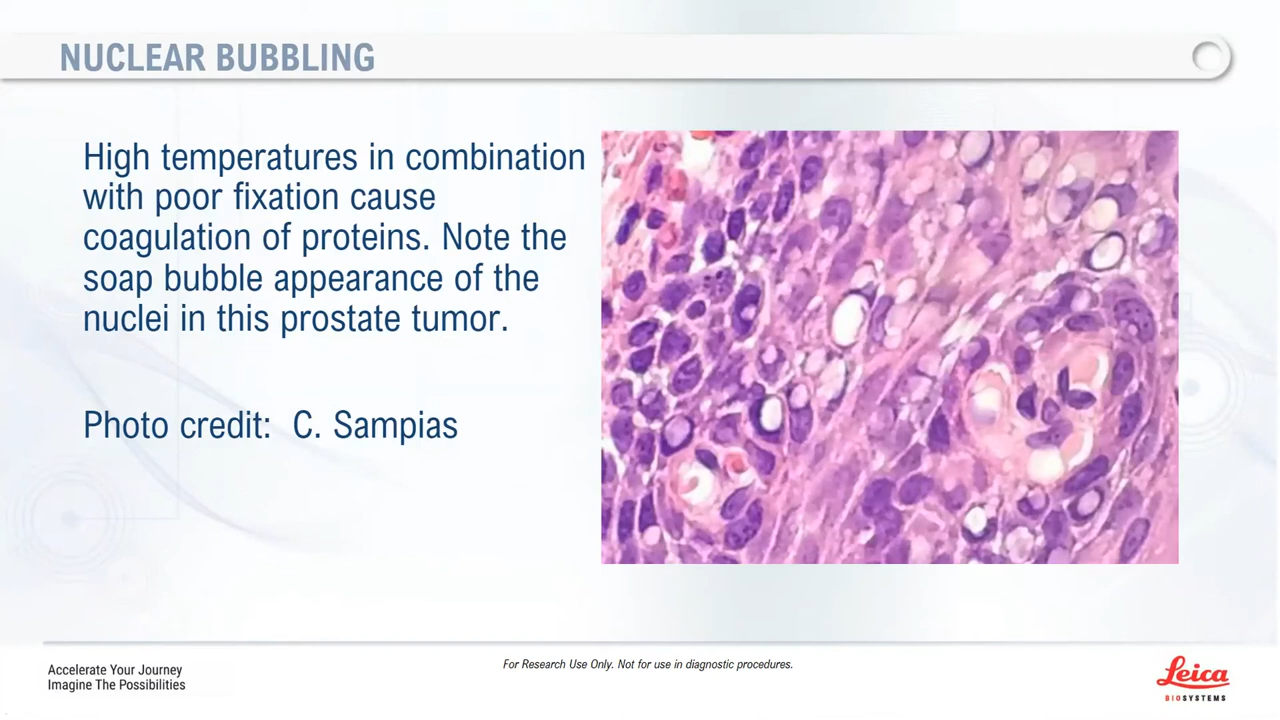 NUCLEAR BUBBLING
High temperatures in combination
with poor fixation cause
coagulation of proteins. Note the
soap bubble appearance of the
nuclei in this prostate tumor.
Photo credit: C. Sampias
Accelerate Your Journey
Imagine The Possibilities
For Research Use Only. Not for use in diagnostic procedures.
Leica
BIOSYSTEMS